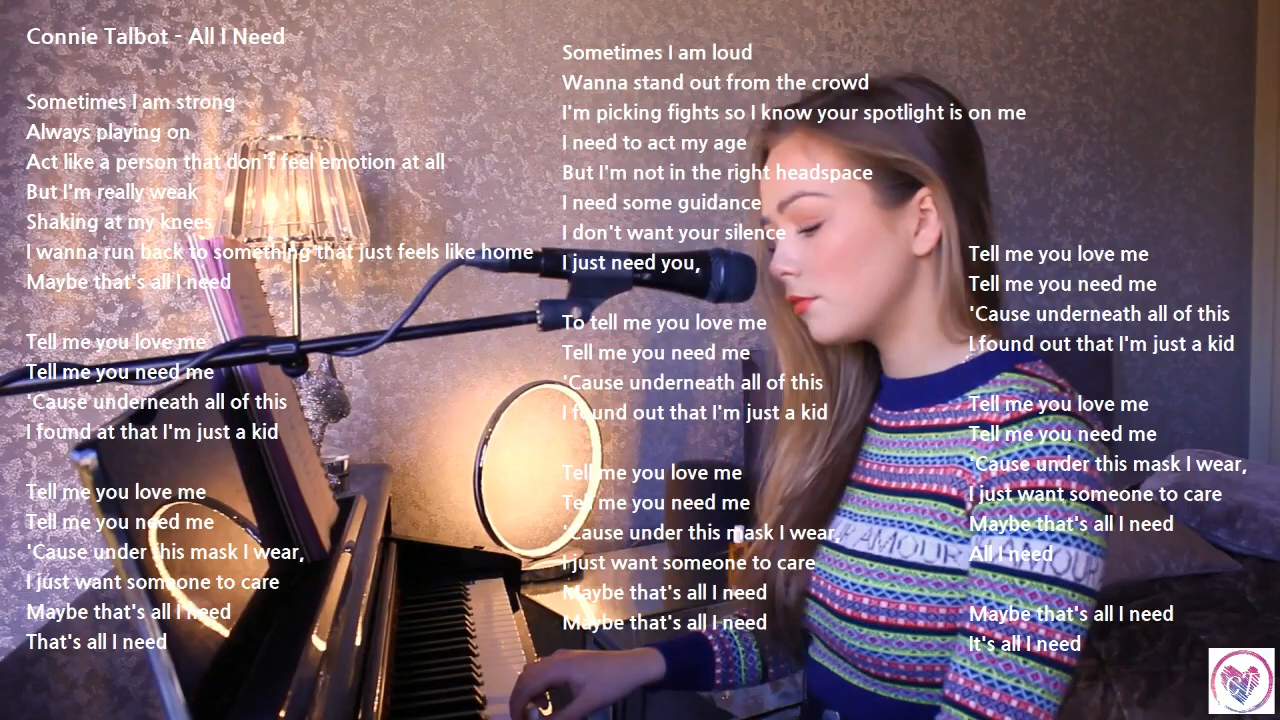 Connie Talbot - All I Need
Sometimes I am strong
Always playing on
Act like a person that don't feel emotion at all
But I'm really weak
Shaking at my knees
I wanna run back to something that just feels like home
Maybe that's all I need
Tell me you love me
Tell me you need me
'Cause underneath all of this
I found at that I'm just a kid
Tell me you love me
Tell me you need me
'Cause under this mask I wear,
I just want someone to care
Maybe that's all I need
That's all I need
Sometimes I am loud
Wanna stand out from the crowd
I'm picking fights so I know your spotlight is on me
I need to act my age
But I'm not in the right headspace
I need some guidance
I don't want your silence
I just need you,
To tell me you love me
Tell me you need me
'Cause underneath all of this
I found out that I'm just a kid
Tell me you love me
Tell me you need me
'Cause under this mask I wear,
I just want someone to care
Maybe that's all I need
Maybe that's all I need
Tell me you love me
Tell me you need me
'Cause underneath all of this
I found out that I'm just a kid
Tell me you love me
Tell me you need me
'Cause under this mask I wear,
I just want someone to care
Maybe that's all I need
All I need
Maybe that's all I need
It's all I need
AMOUR